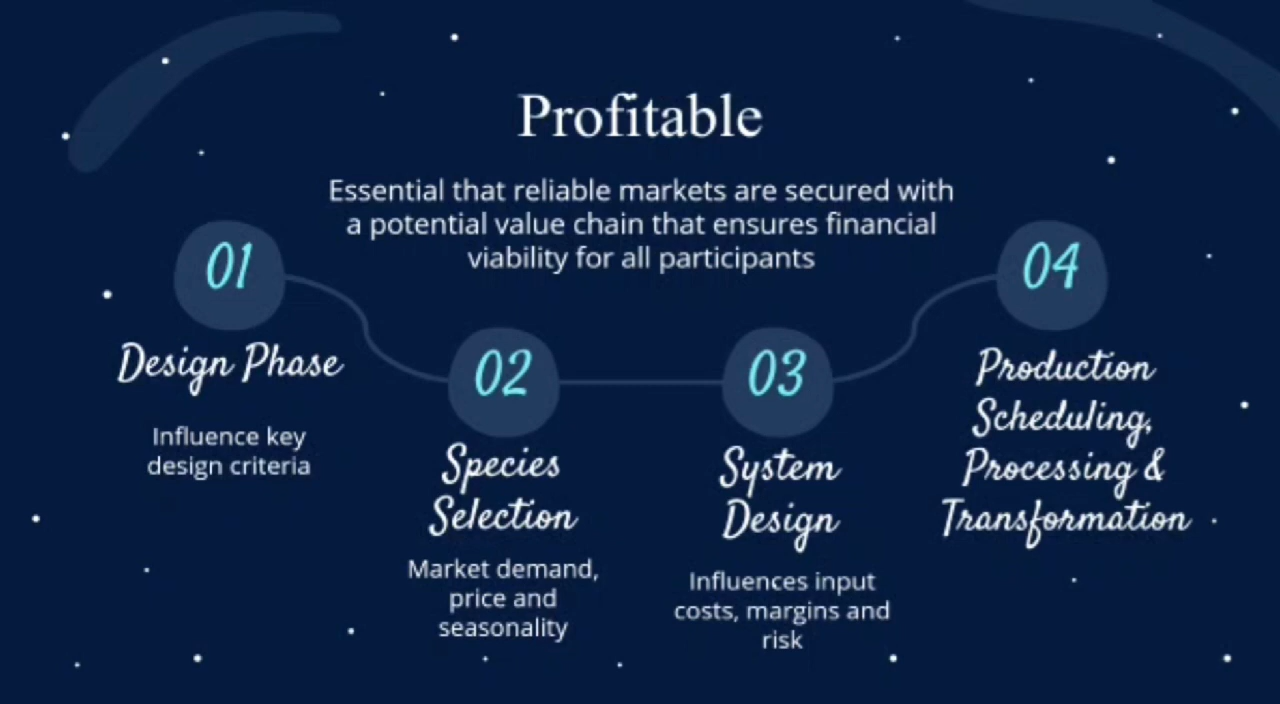 Profitable
Essential that reliable markets are secured with
a potential value chain that ensures financial
viability for all participants
01
Design Phase
Influence key
design criteria
02
Species
Selection
Market demand,
price and
seasonality
03
System
Design
Influences input
costs, margins and
risk
04
Production
Scheduling,
Processing &
Transformation